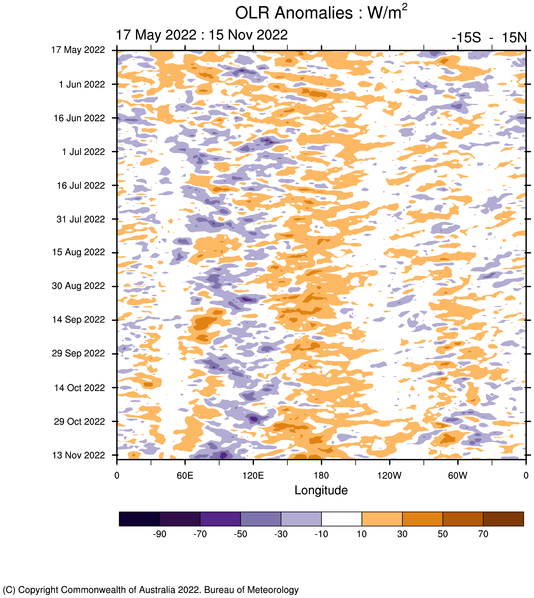 OLR Anomalies : W/m2
17 May 2022 : 15 Nov 2022
-15S - 15N
17 May 2022
1 Jun 2022
16 Jun 2022
1 Jul 2022
16 Jul 2022
31 Jul 2022
15 Aug 2022
30 Aug 2022
14 Sep 2022
29 Sep 2022
14 Oct 2022
29 Oct 2022
13 Nov 2022
0 60E 120E 180 120W 60W 0
Longitude
-90 -70 -50 -30 -10 10 30 50 70
(C) Copyright Commonwealth of Australia 2022. Bureau of Meteorology